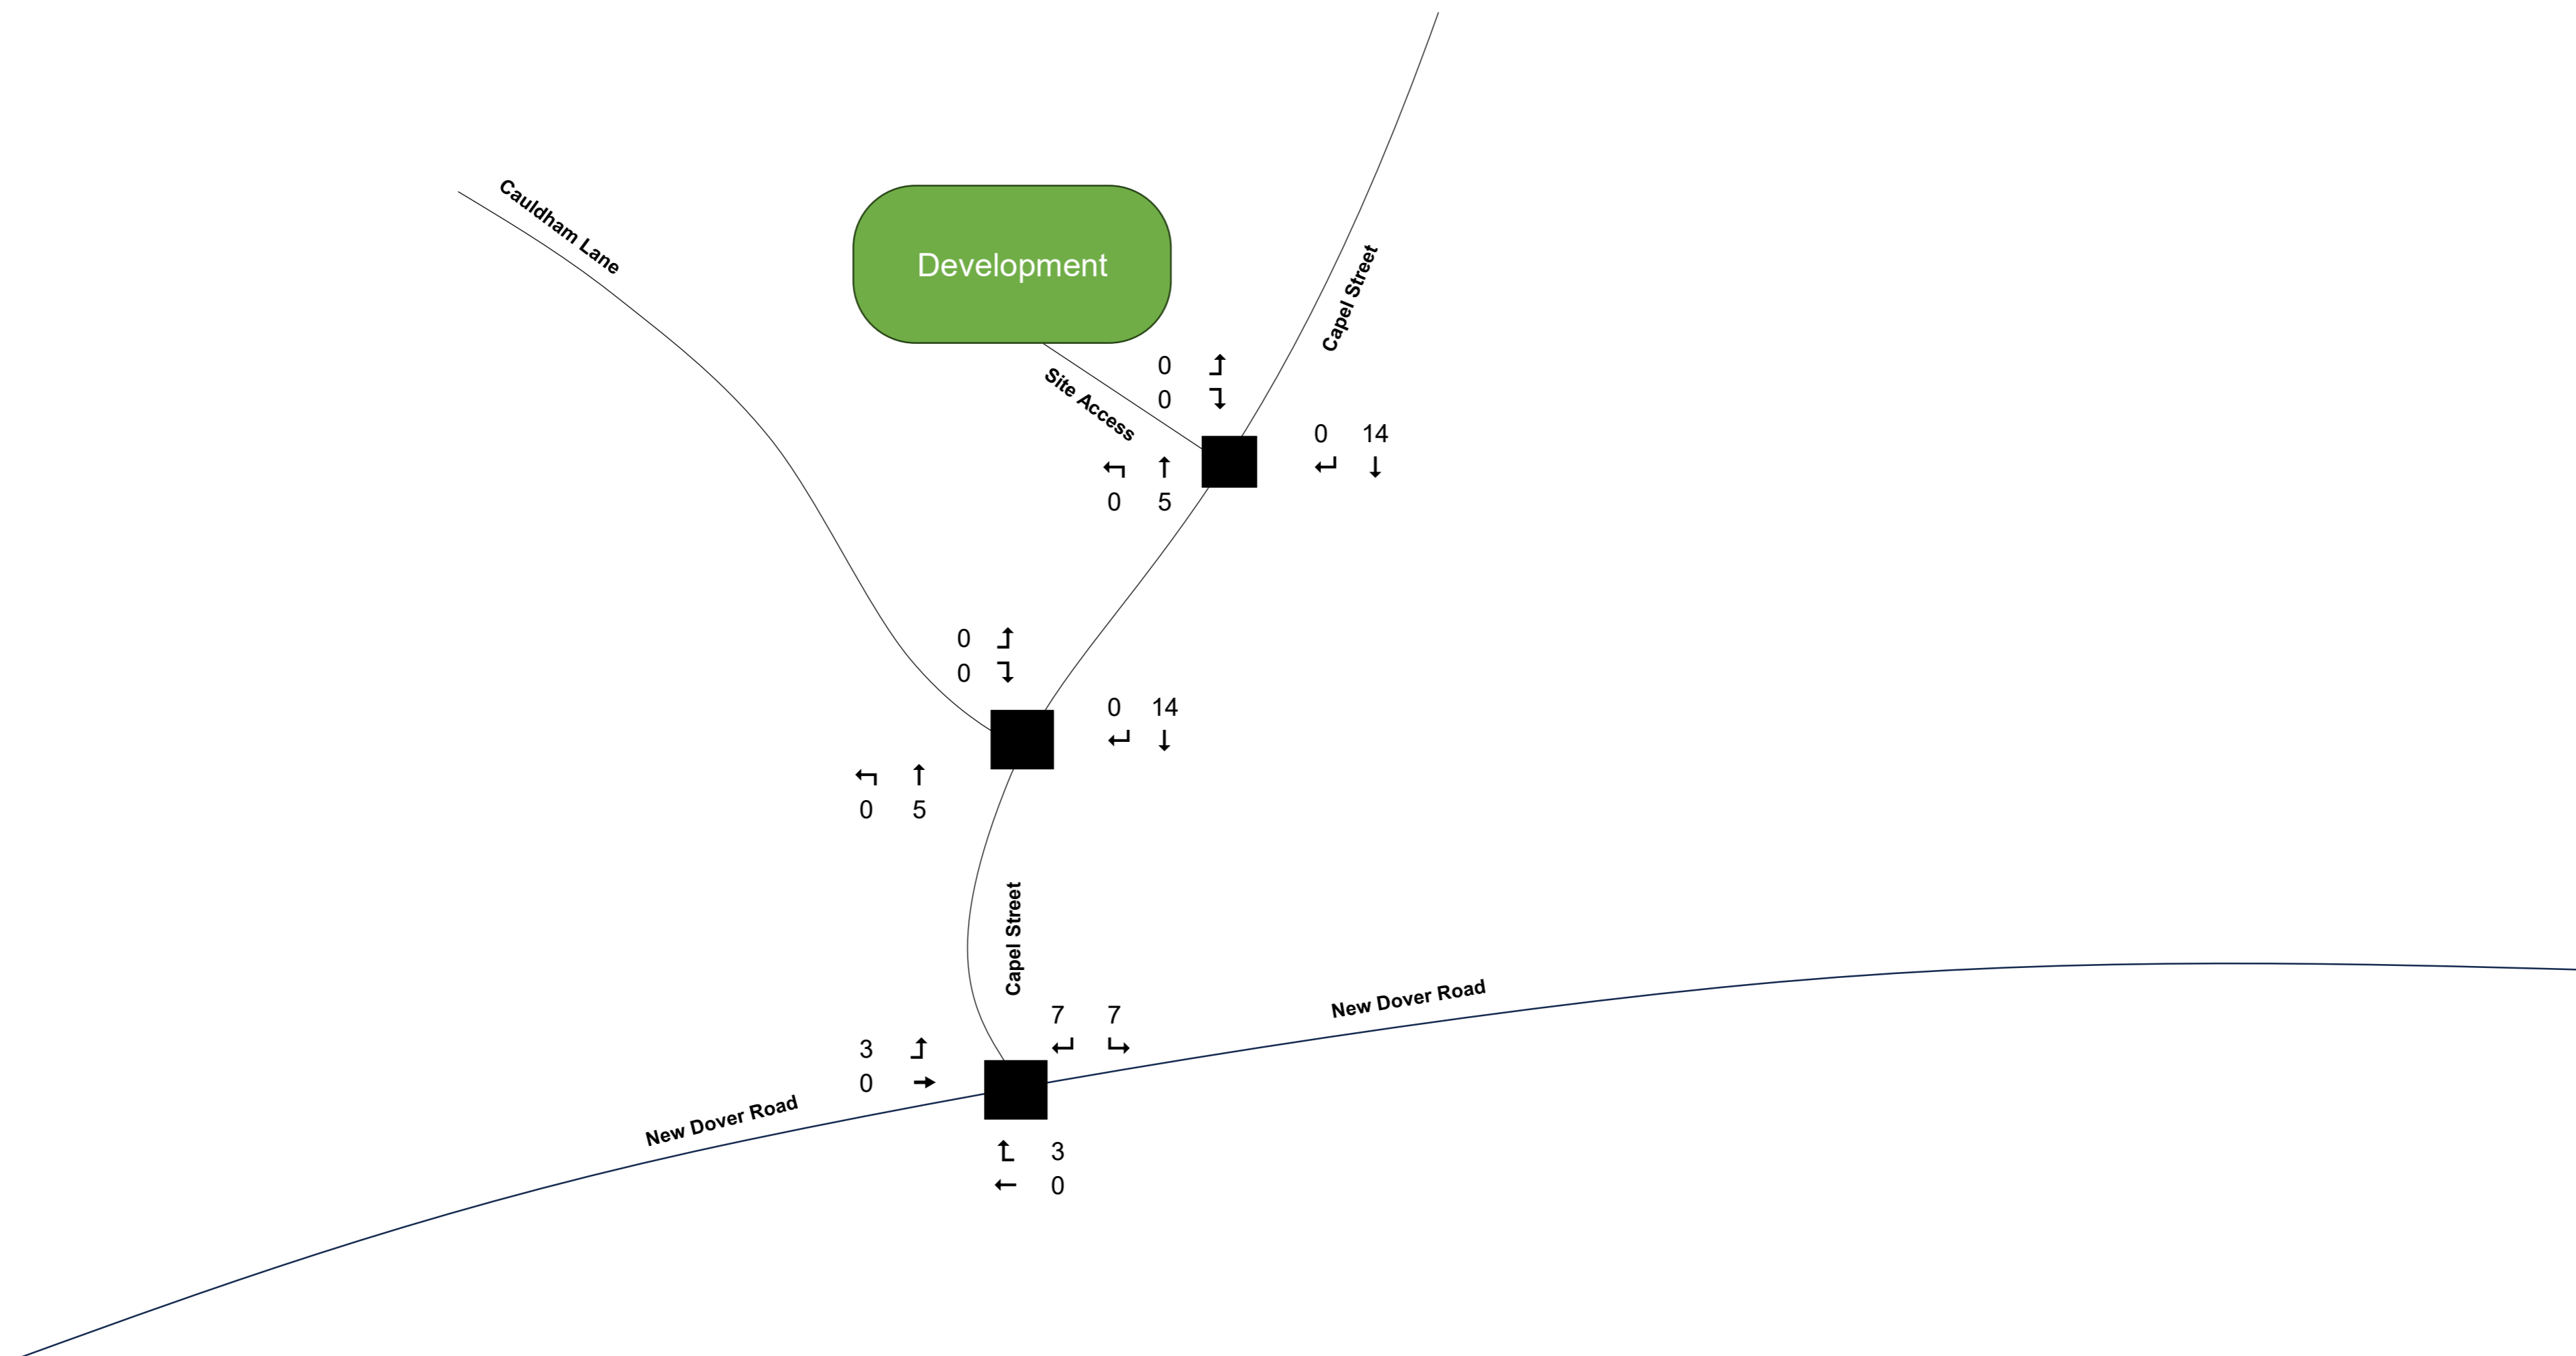 Cauldham Lane
Development
Capel Street
Site Access
0
0
0 14
0 5
0
0
0 14
0 5
Capel Street
New Dover Road
7 7
3
0
New Dover Road
3
0